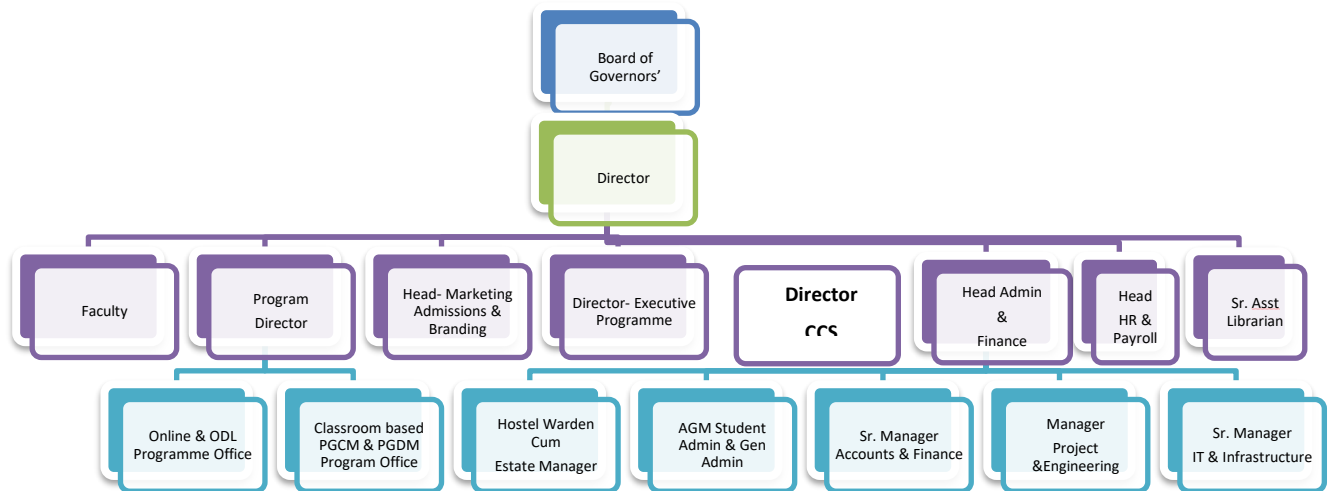 Board of
Governors’
Director
Faculty
Program
Director
Head- Marketing
Admissions &
Branding
Director- Executive
Programme
Director
CCS
Head Admin
&
Finance
Head
HR &
Payroll
Sr. Asst
Librarian
Online & ODL
Programme Office
Classroom based
PGCM & PGDM
Program Office
Hostel Warden
Cum
Estate Manager
AGM Student
Admin & Gen
Admin
Sr. Manager
Accounts & Finance
Manager
Project
&Engineering
Sr. Manager
IT & Infrastructure